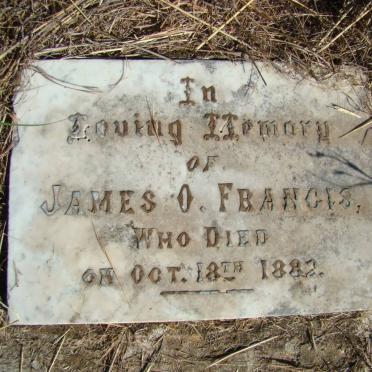 In
Loving Memory
OF
JAMES O. FRANCIS,
WHO DIED
ON OCT. 18TH 1882.